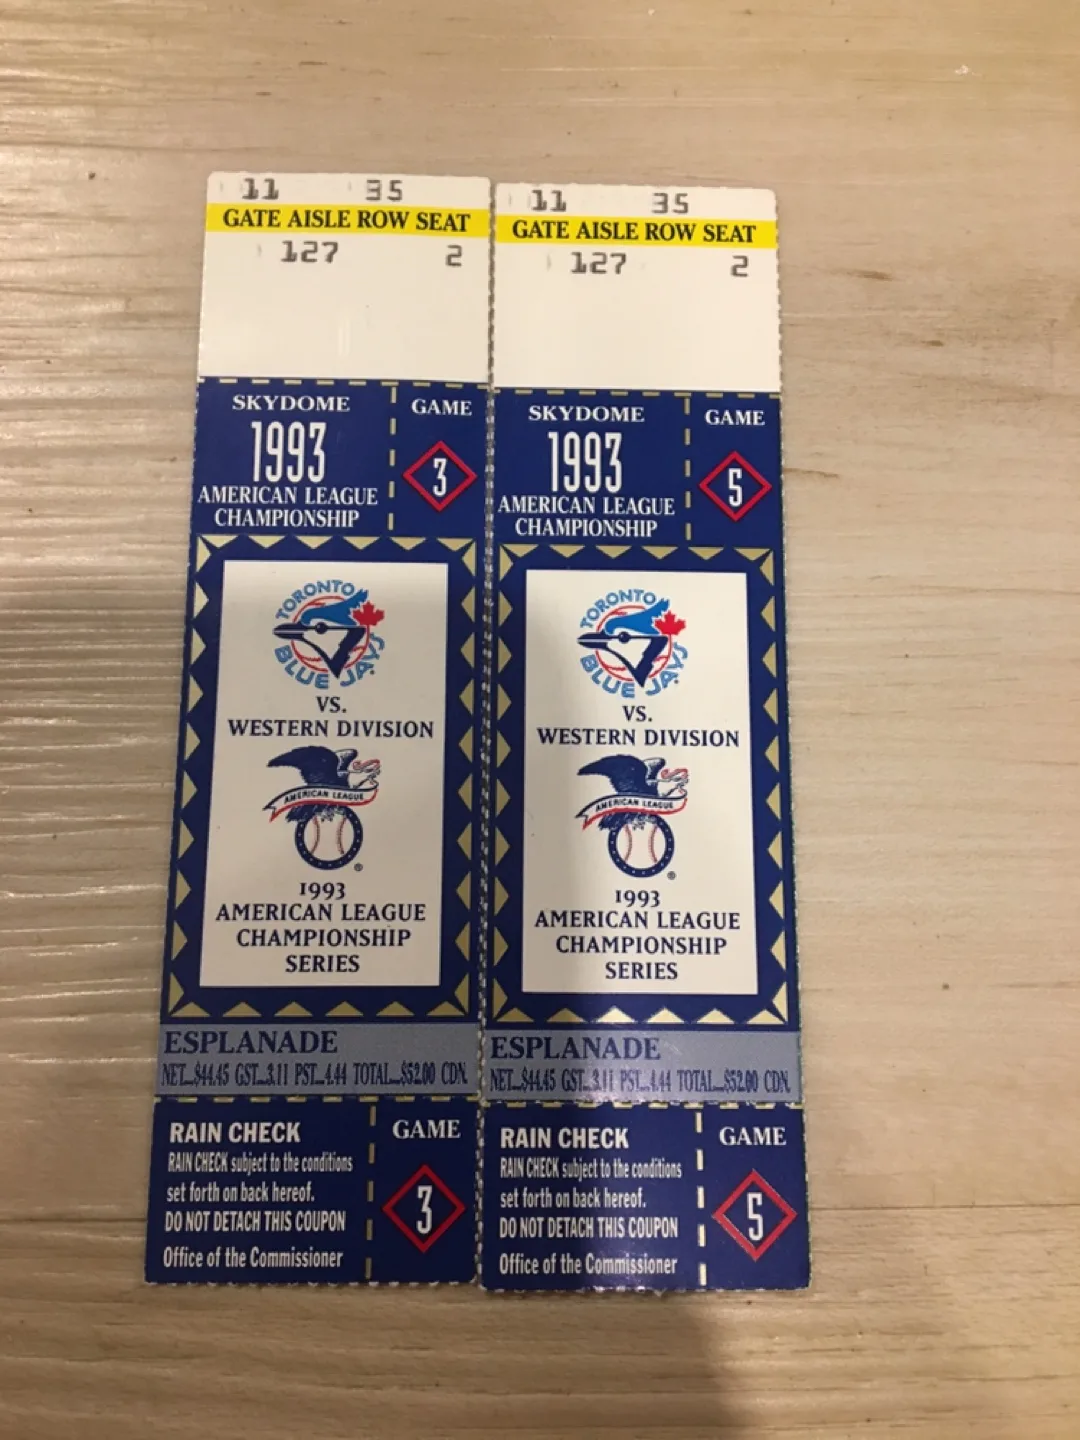 11 35
GATE AISLE ROW SEAT
127 2
SKYDOME
1993
AMERICAN LEAGUE
CHAMPIONSHIP
GAME
3
TORONTO
BLUE JAYS
VS.
WESTERN DIVISION
AMERICAN LEAGUE
®
1993
AMERICAN LEAGUE
CHAMPIONSHIP
SERIES
ESPLANADE
NET...$44.45 GST...3.11 PST...4.44 TOTAL...$52.00 CDN.
RAIN CHECK
RAIN CHECK subject to the conditions
set forth on back hereof.
DO NOT DETACH THIS COUPON
Office of the Commissioner
GAME
3
11 35
GATE AISLE ROW SEAT
127 2
SKYDOME
1993
AMERICAN LEAGUE
CHAMPIONSHIP
GAME
5
TORONTO
BLUE JAYS
VS.
WESTERN DIVISION
AMERICAN LEAGUE
®
1993
AMERICAN LEAGUE
CHAMPIONSHIP
SERIES
ESPLANADE
NET...$44.45 GST...3.11 PST...4.44 TOTAL...$52.00 CDN.
RAIN CHECK
RAIN CHECK subject to the conditions
set forth on back hereof.
DO NOT DETACH THIS COUPON
Office of the Commissioner
GAME
5